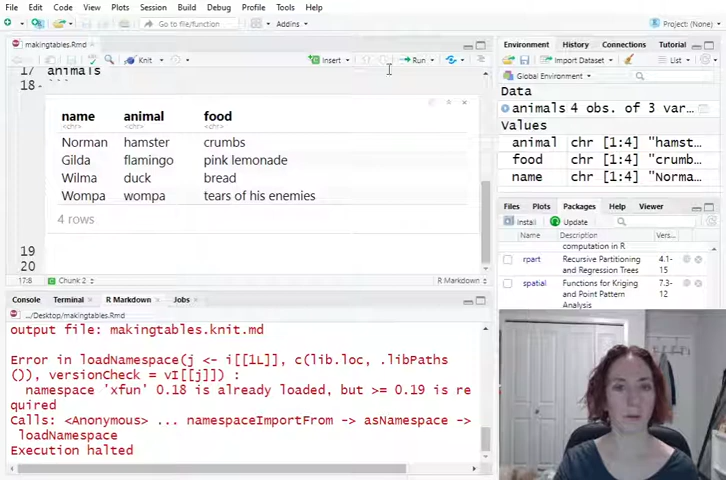 File Edit Code View Plots Session Build Debug Profile Tools Help
Go to file/function
Addins
Project: (None)
makingtables.Rmd
Knit
Insert
Run
17 animals
18 ```
name animal food
<chr> <chr> <chr>
Norman hamster crumbs
Gilda flamingo pink lemonade
Wilma duck bread
Wompa wompa tears of his enemies
4 rows
19
20
17:8
Chunk 2
R Markdown
Console Terminal R Markdown Jobs
.../Desktop/makingtables.Rmd
output file: makingtables.knit.md
Error in loadNamespace(j <- i[[1L]], c(lib.loc, .libPaths
()), versionCheck = vI[[j]]) :
namespace 'xfun' 0.18 is already loaded, but >= 0.19 is re
quired
Calls: <Anonymous> ... namespaceImportFrom -> asNamespace ->
loadNamespace
Execution halted
Environment History Connections Tutorial
Import Dataset
List
Global Environment
Data
animals 4 obs. of 3 var…
Values
animal chr [1:4] "hamst…
food chr [1:4] "crumb…
name chr [1:4] "Norma…
Files Plots Packages Help Viewer
Install Update
Name Description Vers…
computation in R
rpart Recursive Partitioning 4.1-
and Regression Trees 15
spatial Functions for Kriging 7.3-
and Point Pattern 12
Analysis